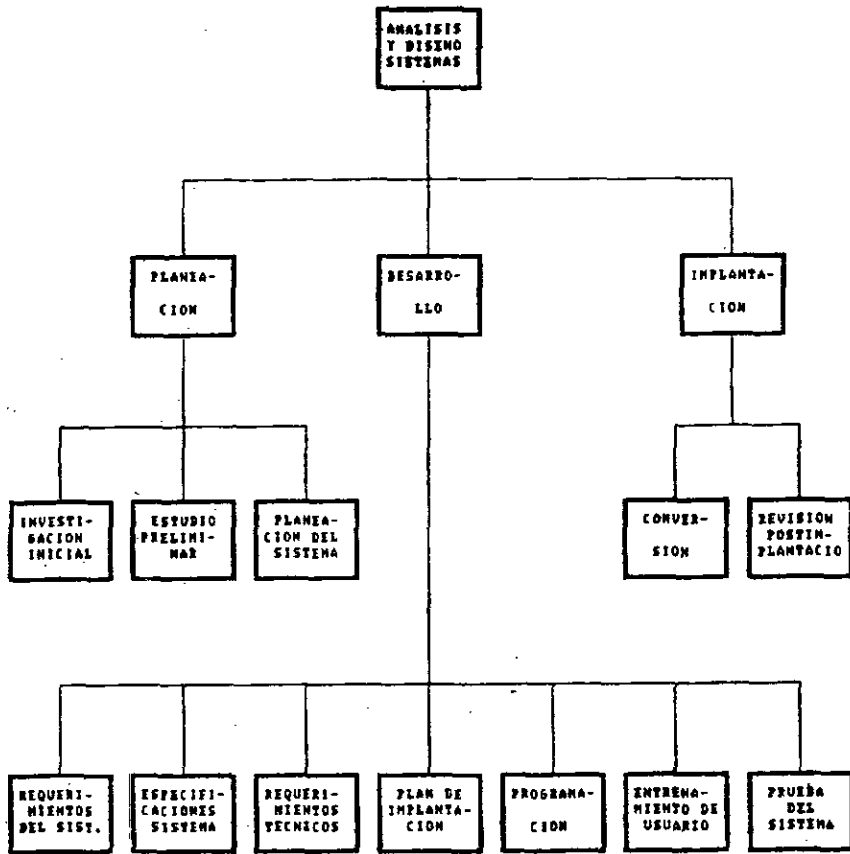 ANALISIS
Y DISENO
SISTEMAS
PLANEA-
CION
DESARRO-
LLO
IMPLANTA-
CION
INVESTI-
GACION
INICIAL
ESTUDIO
PRELIMI-
NAR
PLANEA-
CION DEL
SISTEMA
CONVER-
SION
REVISION
POSTIM-
PLANTACIO
REQUERI-
MIENTOS
DEL SIST.
ESPECIFI-
CACIONES
SISTEMA
REQUERI-
MIENTOS
TECNICOS
PLAN DE
IMPLANTA-
CION
PROGRAMA-
CION
ENTRENA-
MIENTO DE
USUARIO
PRUEBA
DEL
SISTEMA